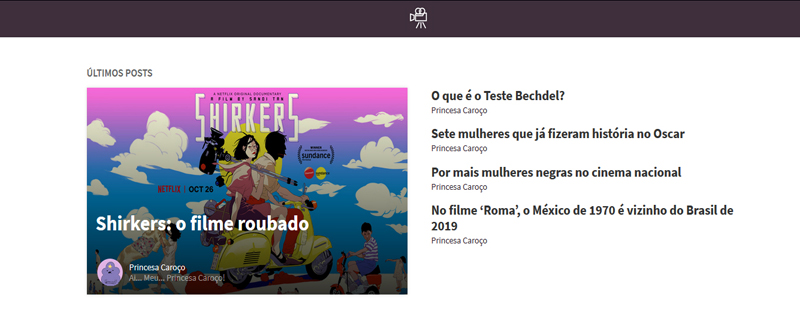 ÚLTIMOS POSTS
A NETFLIX ORIGINAL DOCUMENTARY
A FILM BY SANDI TAN
SHIRKERS
sundance
NETFLIX | OCT 26
Shirkers: o filme roubado
Princesa Caroço
Ai... Meu... Princesa Caroço!
O que é o Teste Bechdel?
Princesa Caroço
Sete mulheres que já fizeram história no Oscar
Princesa Caroço
Por mais mulheres negras no cinema nacional
Princesa Caroço
No filme ‘Roma’, o México de 1970 é vizinho do Brasil de
2019
Princesa Caroço